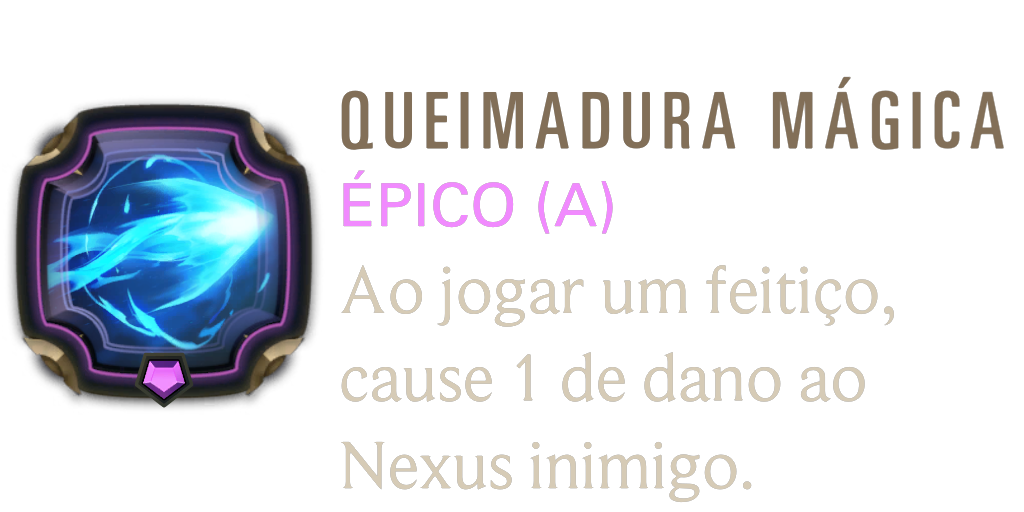 QUEIMADURA MÁGICA
ÉPICO (A)
Ao jogar um feitiço,
cause 1 de dano ao
Nexus inimigo.